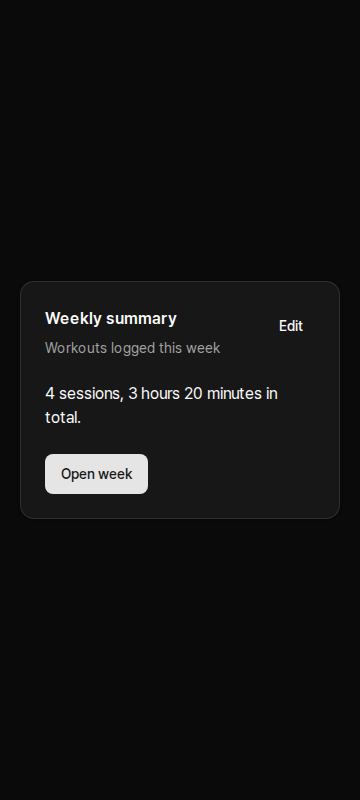 Weekly summary
Edit
Workouts logged this week
4 sessions, 3 hours 20 minutes in
total.
Open week